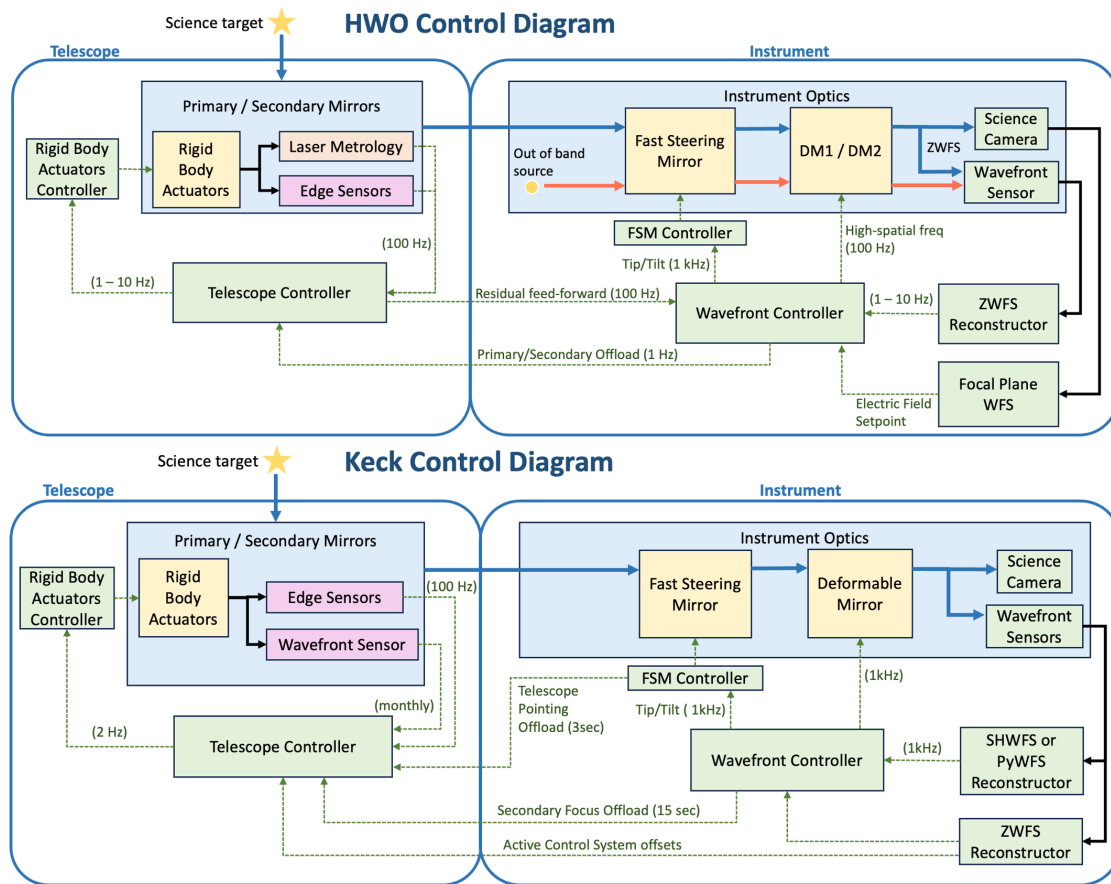 Science target
HWO Control Diagram
Telescope
Instrument
Primary / Secondary Mirrors
Instrument Optics
Rigid Body
Actuators
Controller
Rigid
Body
Actuators
Laser Metrology
Edge Sensors
Out of band
source
Fast Steering
Mirror
DM1 / DM2
ZWFS
Science
Camera
Wavefront
Sensor
(100 Hz)
FSM Controller
High-spatial freq
(100 Hz)
Tip/Tilt (1 kHz)
(1 – 10 Hz)
Telescope Controller
Residual feed-forward (100 Hz)
Wavefront Controller
(1 – 10 Hz)
ZWFS
Reconstructor
Primary/Secondary Offload (1 Hz)
Electric Field
Setpoint
Focal Plane
WFS
Science target
Keck Control Diagram
Telescope
Instrument
Primary / Secondary Mirrors
Instrument Optics
Rigid Body
Actuators
Controller
Rigid
Body
Actuators
Edge Sensors
Wavefront Sensor
(100 Hz)
Fast Steering
Mirror
Deformable
Mirror
Science
Camera
Wavefront
Sensors
FSM Controller
(1kHz)
Telescope
Pointing
Offload (3sec)
Tip/Tilt ( 1kHz)
(monthly)
(2 Hz)
Telescope Controller
Wavefront Controller
(1kHz)
SHWFS or
PyWFS
Reconstructor
Secondary Focus Offload (15 sec)
Active Control System offsets
ZWFS
Reconstructor